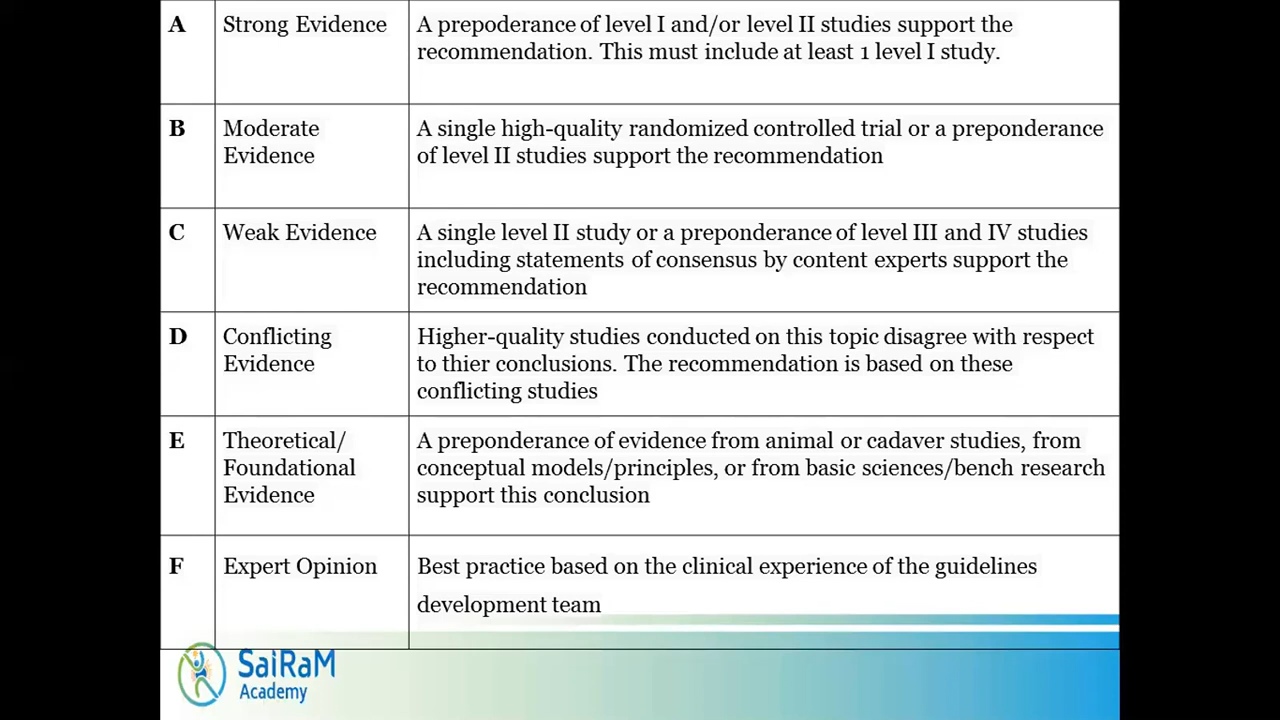 A
Strong Evidence
A prepoderance of level I and/or level II studies support the
recommendation. This must include at least 1 level I study.
B
Moderate
Evidence
A single high-quality randomized controlled trial or a preponderance
of level II studies support the recommendation
C
Weak Evidence
A single level II study or a preponderance of level III and IV studies
including statements of consensus by content experts support the
recommendation
D
Conflicting
Evidence
Higher-quality studies conducted on this topic disagree with respect
to thier conclusions. The recommendation is based on these
conflicting studies
E
Theoretical/
Foundational
Evidence
A preponderance of evidence from animal or cadaver studies, from
conceptual models/principles, or from basic sciences/bench research
support this conclusion
F
Expert Opinion
Best practice based on the clinical experience of the guidelines
development team
SaiRaM
Academy